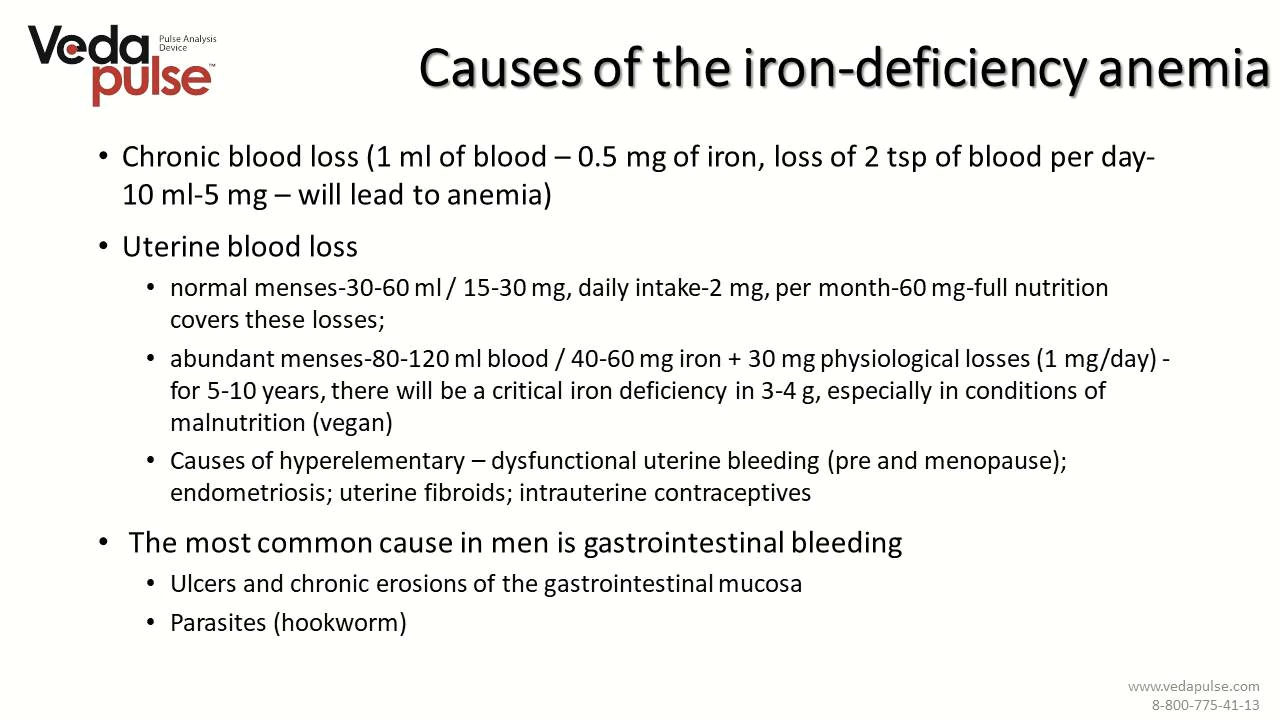 Veda
pulse™
Pulse Analysis
Device
Causes of the iron-deficiency anemia
• Chronic blood loss (1 ml of blood – 0.5 mg of iron, loss of 2 tsp of blood per day-
10 ml-5 mg – will lead to anemia)
• Uterine blood loss
• normal menses-30-60 ml / 15-30 mg, daily intake-2 mg, per month-60 mg-full nutrition
covers these losses;
• abundant menses-80-120 ml blood / 40-60 mg iron + 30 mg physiological losses (1 mg/day) -
for 5-10 years, there will be a critical iron deficiency in 3-4 g, especially in conditions of
malnutrition (vegan)
• Causes of hyperelementary – dysfunctional uterine bleeding (pre and menopause);
endometriosis; uterine fibroids; intrauterine contraceptives
• The most common cause in men is gastrointestinal bleeding
• Ulcers and chronic erosions of the gastrointestinal mucosa
• Parasites (hookworm)
www.vedapulse.com
8-800-775-41-13